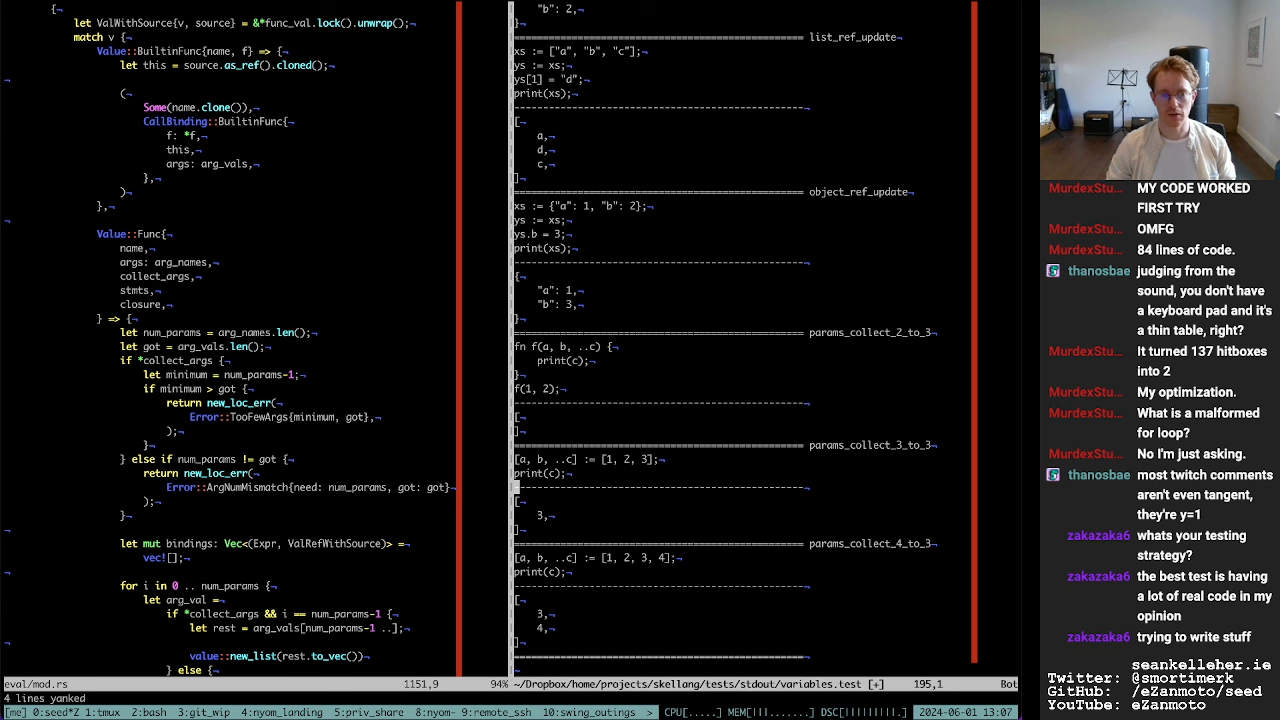 {¬
let ValWithSource{v, source} = &*func_val.lock().unwrap();¬
match v {¬
Value::BuiltinFunc{name, f} => {¬
let this = source.as_ref().cloned();¬
¬
(¬
Some(name.clone()),¬
CallBinding::BuiltinFunc{¬
f: *f,¬
this,¬
args: arg_vals,¬
},¬
)¬
},¬
¬
Value::Func{¬
name,¬
args: arg_names,¬
collect_args,¬
stmts,¬
closure,¬
} => {¬
let num_params = arg_names.len();¬
let got = arg_vals.len();¬
if *collect_args {¬
let minimum = num_params-1;¬
if minimum > got {¬
return new_loc_err(¬
Error::TooFewArgs{minimum, got},¬
);¬
}¬
} else if num_params != got {¬
return new_loc_err(¬
Error::ArgNumMismatch{need: num_params, got: got}¬
);¬
}¬
¬
let mut bindings: Vec<(Expr, ValRefWithSource)> =¬
vec![];¬
¬
for i in 0 .. num_params {¬
let arg_val =¬
if *collect_args && i == num_params-1 {¬
let rest = arg_vals[num_params-1 ..];¬
¬
value::new_list(rest.to_vec())¬
} else {¬
eval/mod.rs 1151,9 94%
4 lines yanked
"b": 2,¬
}¬
================================================== list_ref_update¬
xs := ["a", "b", "c"];¬
ys := xs;¬
ys[1] = "d";¬
print(xs);¬
--------------------------------------------------¬
[¬
a,¬
d,¬
c,¬
]¬
================================================== object_ref_update¬
xs := {"a": 1, "b": 2};¬
ys := xs;¬
ys.b = 3;¬
print(xs);¬
--------------------------------------------------¬
{¬
"a": 1,¬
"b": 3,¬
}¬
================================================== params_collect_2_to_3¬
fn f(a, b, ..c) {¬
print(c);¬
}¬
f(1, 2);¬
--------------------------------------------------¬
[¬
]¬
================================================== params_collect_3_to_3¬
[a, b, ..c] := [1, 2, 3];¬
print(c);¬
--------------------------------------------------¬
[¬
3,¬
]¬
================================================== params_collect_4_to_3¬
[a, b, ..c] := [1, 2, 3, 4];¬
print(c);¬
--------------------------------------------------¬
[¬
3,¬
4,¬
]¬
==================================================¬
¬
~/Dropbox/home/projects/skellang/tests/stdout/variables.test [+] 195,1 Bot
[me] 0:seed*Z 1:tmux 2:bash 3:git_wip 4:nyom_landing 5:priv_share 8:nyom- 9:remote_ssh 10:swing_outings > CPU[.....] MEM[|||.......] DSC[|||||||||.] 2024-06-01 13:07
MurdexStu... MY CODE WORKED
FIRST TRY
MurdexStu... OMFG
MurdexStu... 84 lines of code.
thanosbae judging from the
sound, you don't have
a keyboard pad and it's
a thin table, right?
MurdexStu... It turned 137 hitboxes
into 2
MurdexStu... My optimization.
MurdexStu... What is a malformed
for loop?
MurdexStu... No i'm just asking.
thanosbae most twitch streamers
aren't even tangent,
they're y=1
zakazaka6 whats your testing
strategy?
zakazaka6 the best test is having
a lot of real code in my
opinion
zakazaka6 trying to write stuff
seankelleher.ie
Twitter: @smortimerk
GitHub: /ezanmoto